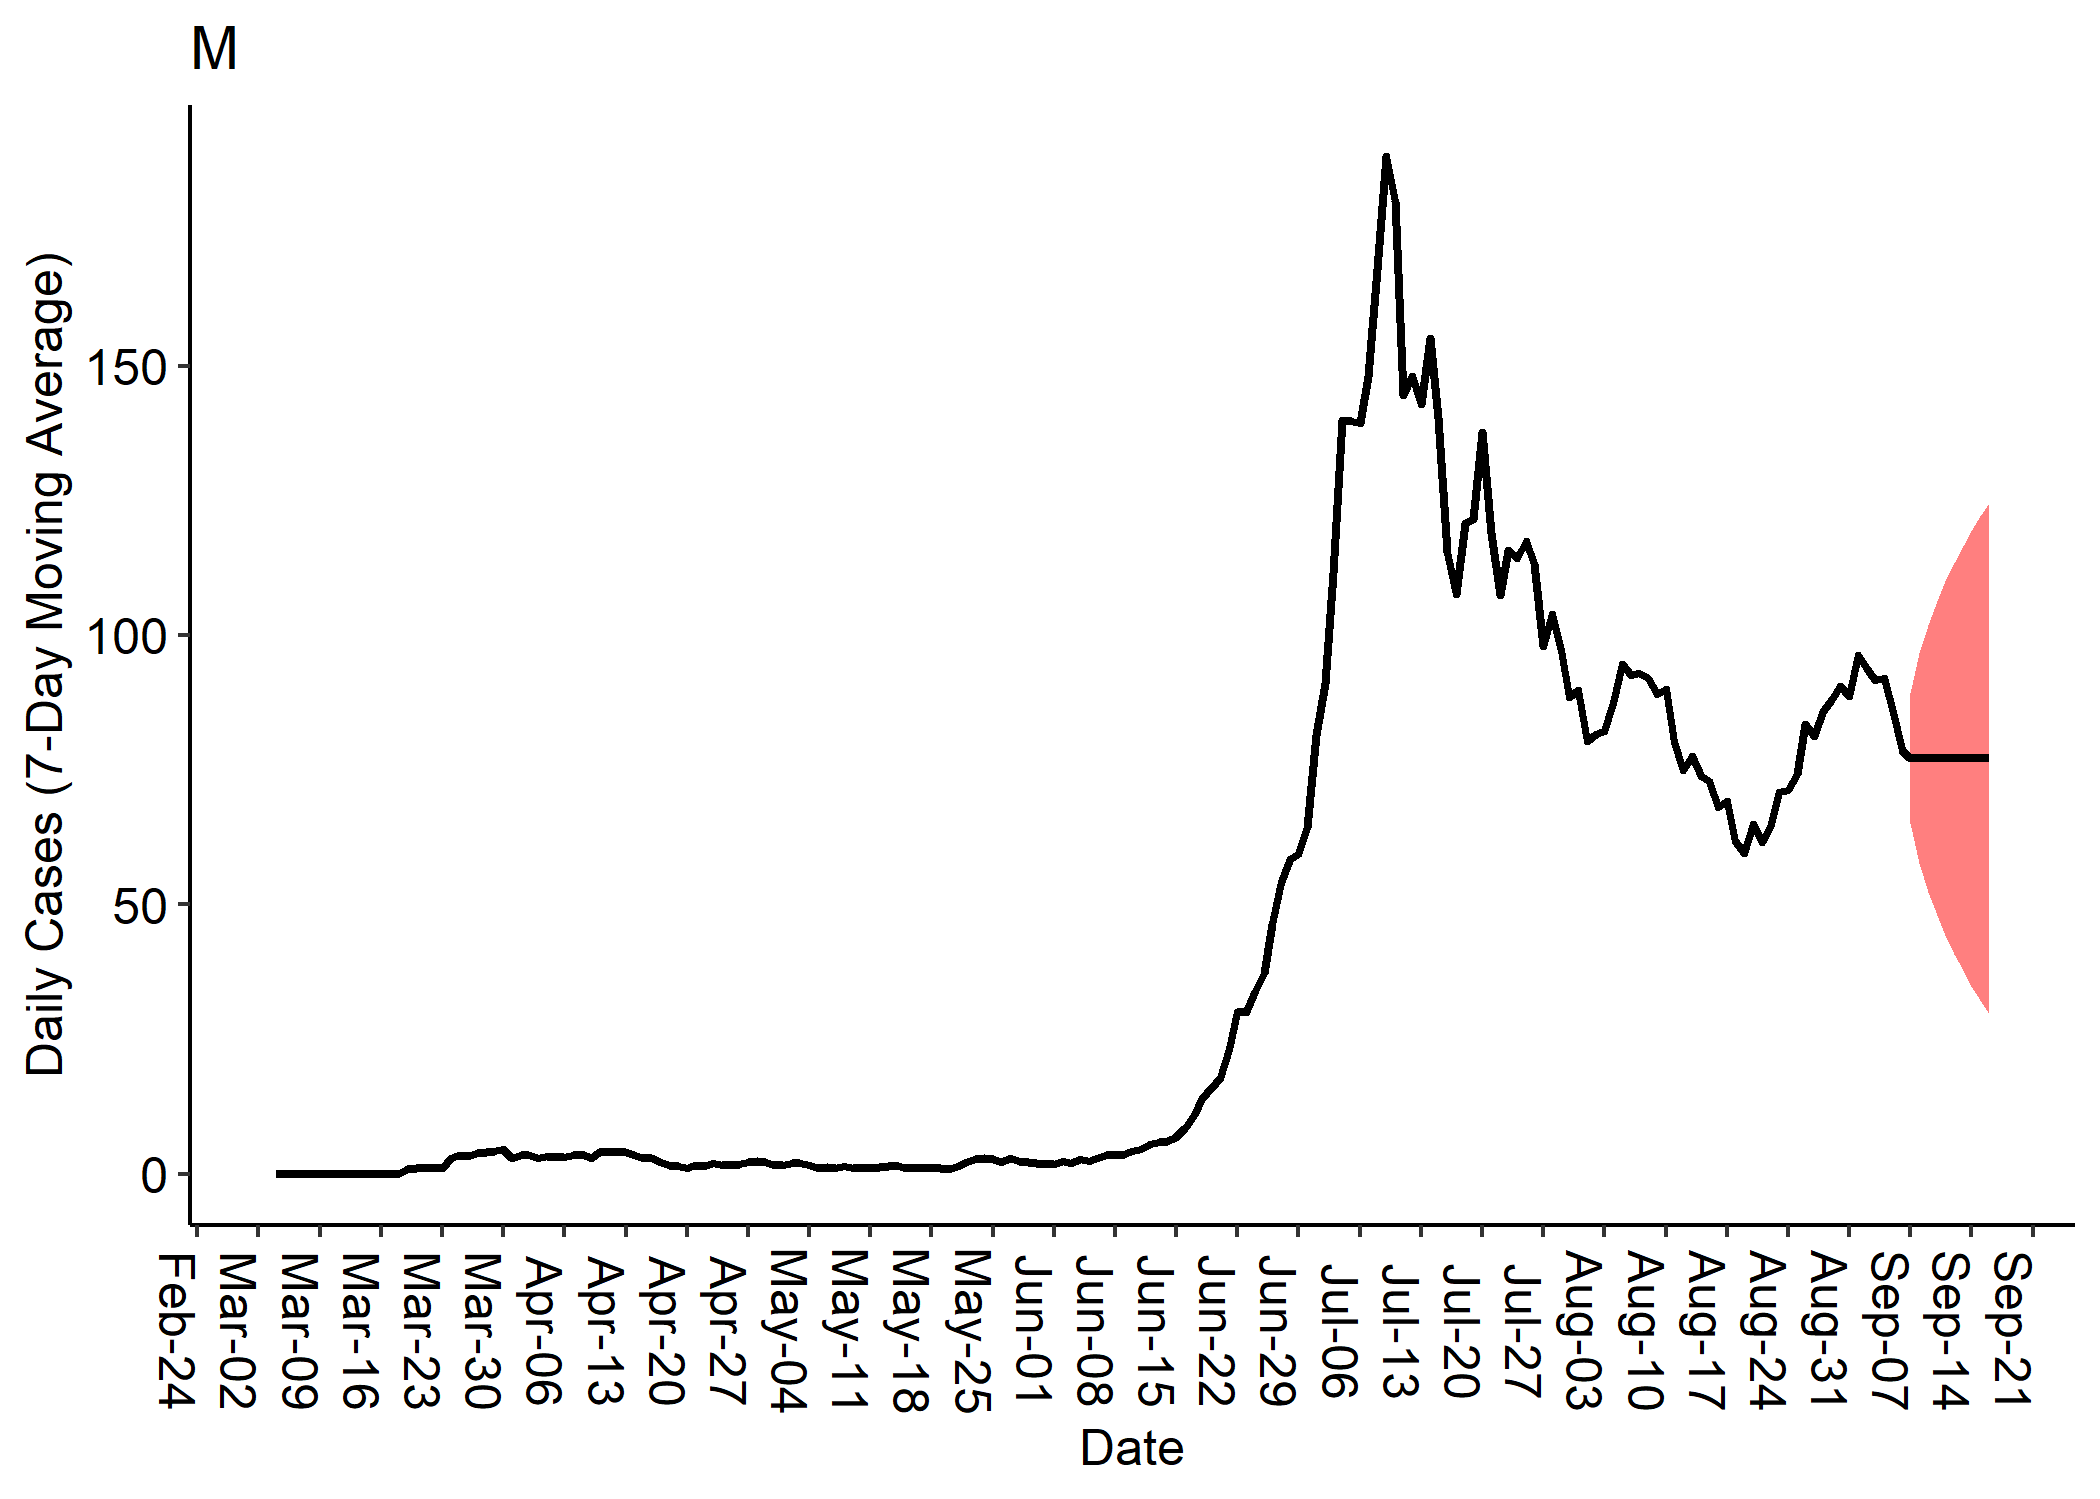 M
Daily Cases (7-Day Moving Average)
150
100
50
0
Feb-24
Mar-02
Mar-09
Mar-16
Mar-23
Mar-30
Apr-06
Apr-13
Apr-20
Apr-27
May-04
May-11
May-18
May-25
Jun-01
Jun-08
Jun-15
Jun-22
Jun-29
Jul-06
Jul-13
Jul-20
Jul-27
Aug-03
Aug-10
Aug-17
Aug-24
Aug-31
Sep-07
Sep-14
Sep-21
Date